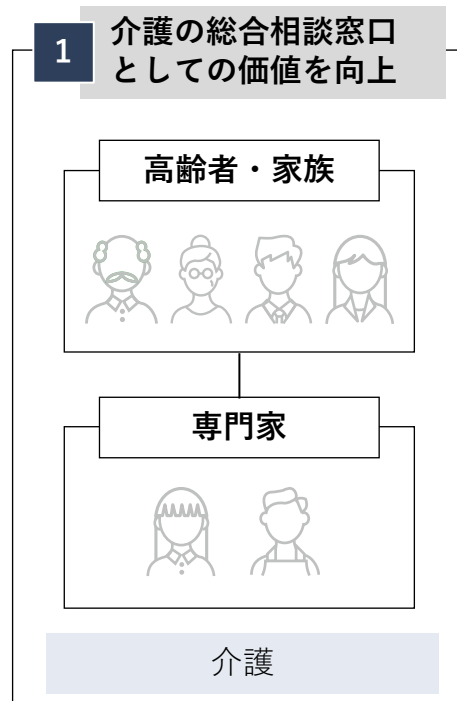 1
介護の総合相談窓口
としての価値を向上
高齢者・家族
専門家
介護